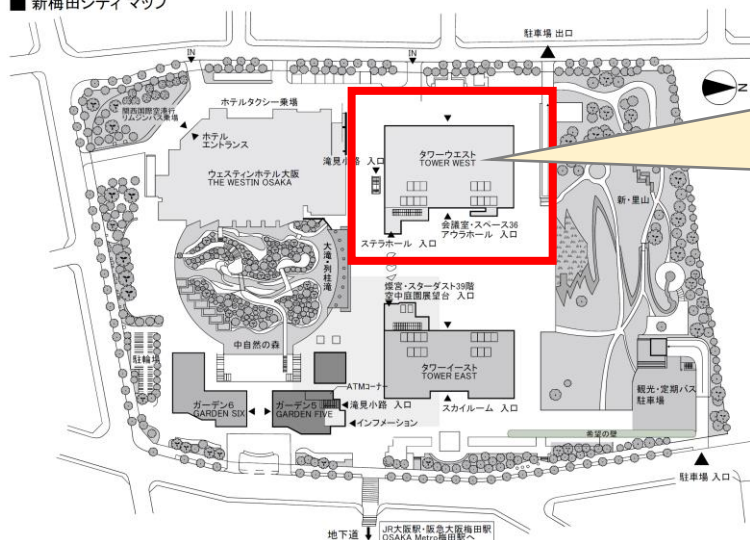 ■ 新梅田シティ マップ
駐車場 出口
IN
IN
N
関西国際空港行
リムジンバス乗場
ホテルタクシー乗場
ホテル
エントランス
ウェスティンホテル大阪
THE WESTIN OSAKA
滝見小路 入口
タワーウエスト
TOWER WEST
会議室・スペース36
アウラホール 入口
ステラホール 入口
新・里山
大滝・列柱滝
燦宮・スターダスト39階
空中庭園展望台 入口
中自然の森
駐輪場
タワーイースト
TOWER EAST
ATMコーナー
ガーデン6
GARDEN SIX
ガーデン5
GARDEN FIVE
滝見小路 入口
インフォメーション
スカイルーム 入口
観光・定期バス
駐車場
希望の壁
駐車場 入口
地下道
JR大阪駅・阪急大阪梅田駅
OSAKA Metro梅田駅へ